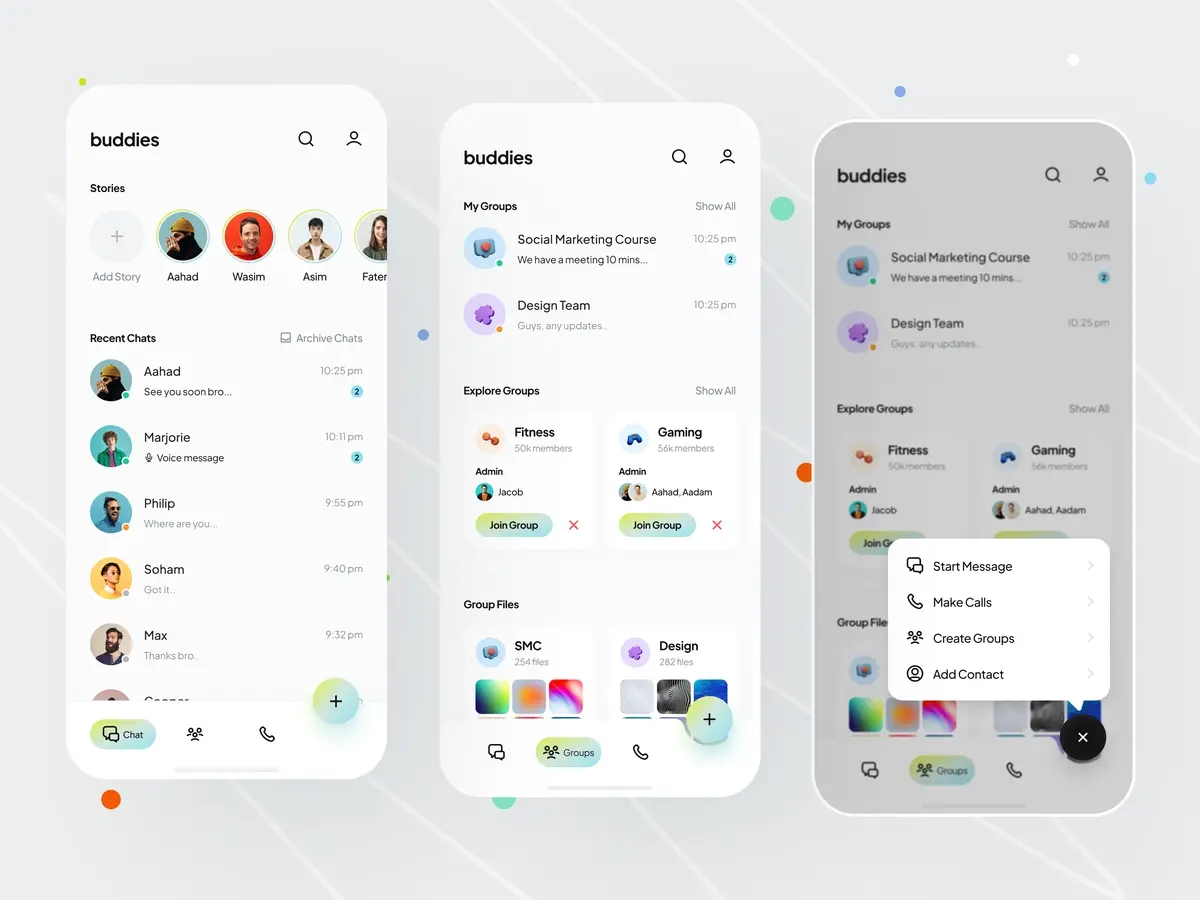 buddies
Stories
Add Story
Aahad
Wasim
Asim
Fater
Recent Chats
Archive Chats
Aahad
10:25 pm
See you soon bro...
2
Marjorie
10:11 pm
Voice message
2
Philip
9:55 pm
Where are you...
Soham
9:40 pm
Got it..
Max
9:32 pm
Thanks bro..
Chat
buddies
My Groups
Show All
Social Marketing Course
10:25 pm
We have a meeting 10 mins...
2
Design Team
10:25 pm
Guys, any updates..
Explore Groups
Show All
Fitness
50k members
Admin
Jacob
Join Group
Gaming
56k members
Admin
Aahad, Aadam
Join Group
Group Files
SMC
254 files
Design
282 files
Groups
buddies
My Groups
Show All
Social Marketing Course
10:25 pm
We have a meeting 10 mins...
2
Design Team
10:25 pm
Guys, any updates..
Explore Groups
Show All
Fitness
50k members
Admin
Jacob
Join Gr
Gaming
56k members
Admin
Aahad, Aadam
Group File
Start Message
Make Calls
Create Groups
Add Contact
Groups